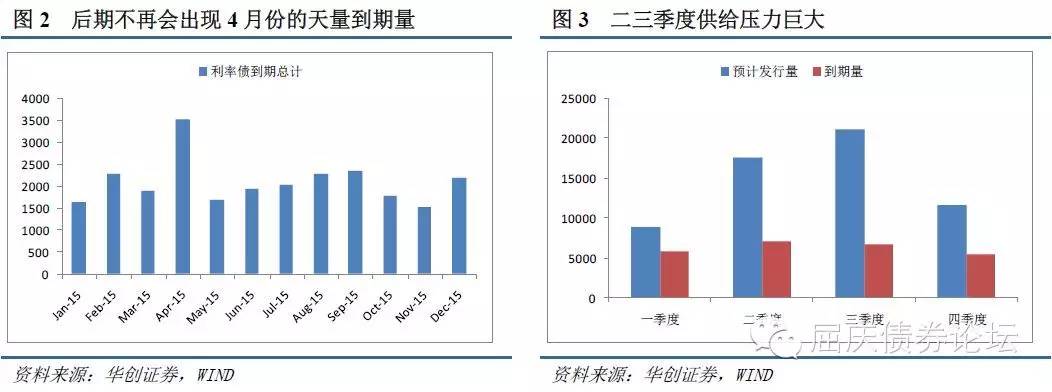 图 2 后期不再会出现 4 月份的天量到期量
利率债到期总计
4000
3500
3000
2500
2000
1500
1000
500
0
Jan-15
Feb-15
Mar-15
Apr-15
May-15
Jun-15
Jul-15
Aug-15
Sep-15
Oct-15
Nov-15
Dec-15
资料来源：华创证券，WIND
图 3 二三季度供给压力巨大
预计发行量 到期量
25000
20000
15000
10000
5000
0
一季度 二季度 三季度 四季度
屈庆债券论坛
资料来源：华创证券，WIND